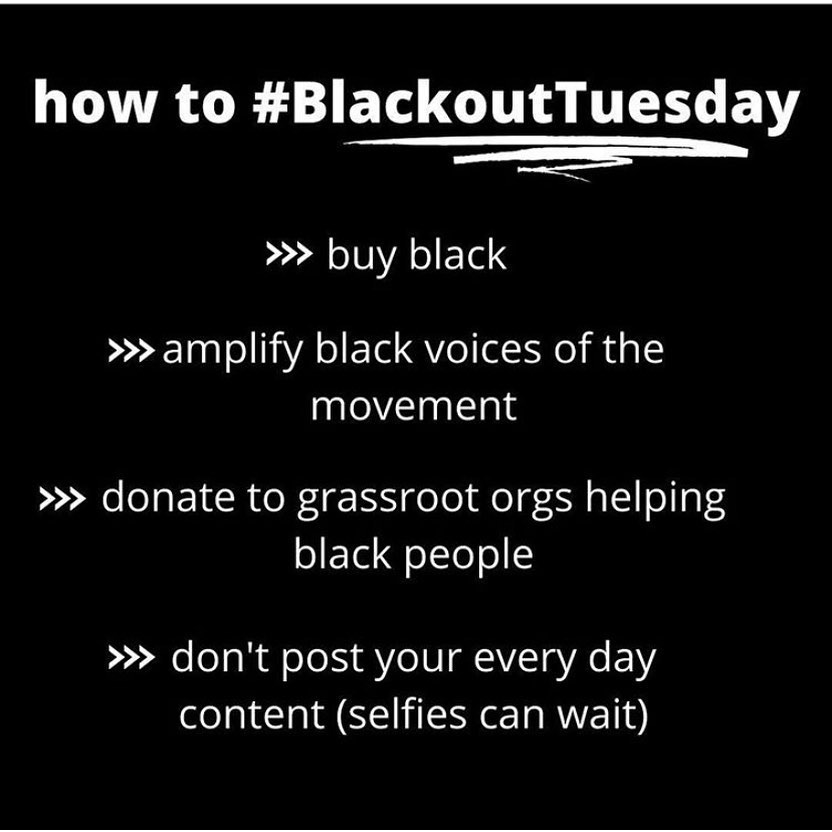 how to #BlackoutTuesday
>>> buy black
>>> amplify black voices of the
movement
>>> donate to grassroot orgs helping
black people
>>> don't post your every day
content (selfies can wait)